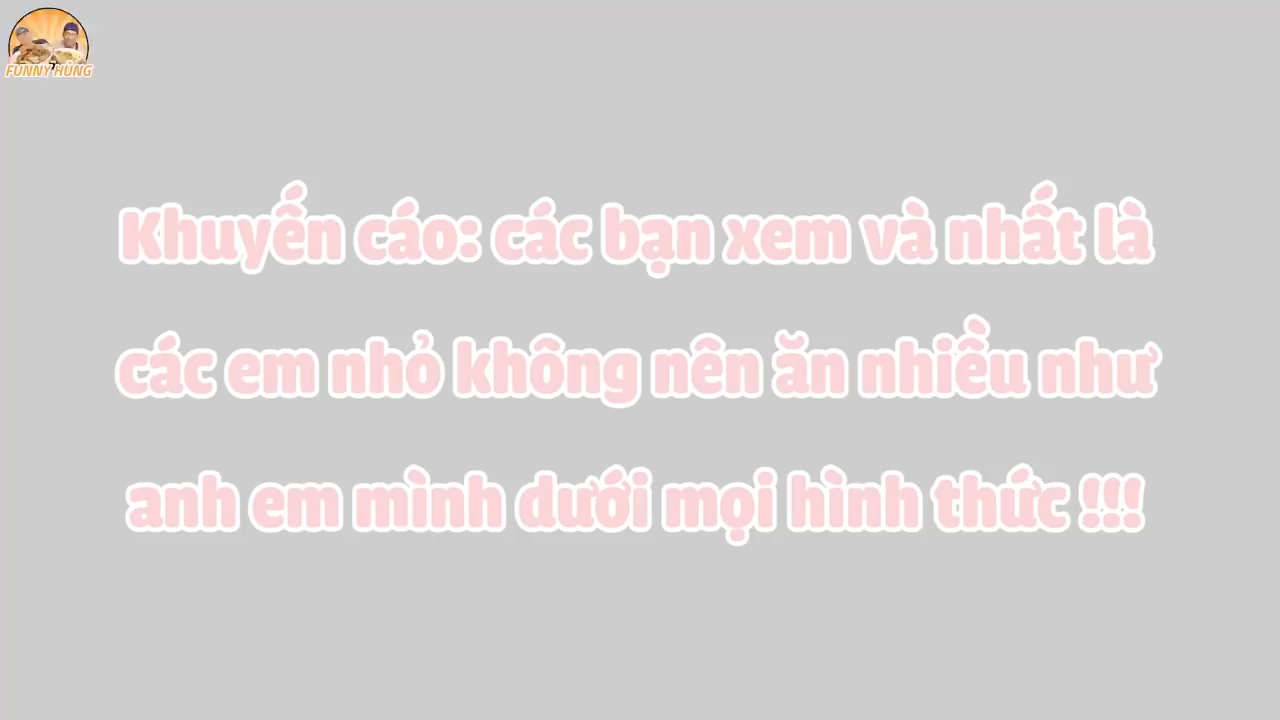 FUNNY HÙNG
Khuyến cáo: các bạn xem và nhất là
các em nhỏ không nên ăn nhiều như
anh em mình dưới mọi hình thức !!!